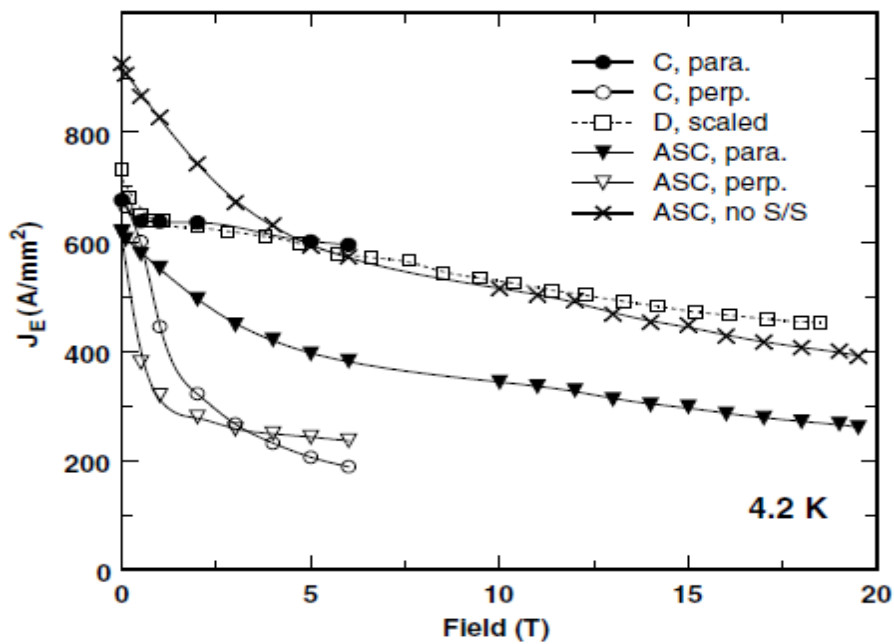 C, para.
C, perp.
D, scaled
ASC, para.
ASC, perp.
ASC, no S/S
800
600
400
200
0
J_E (A/mm²)
4.2 K
0 5 10 15 20
Field (T)